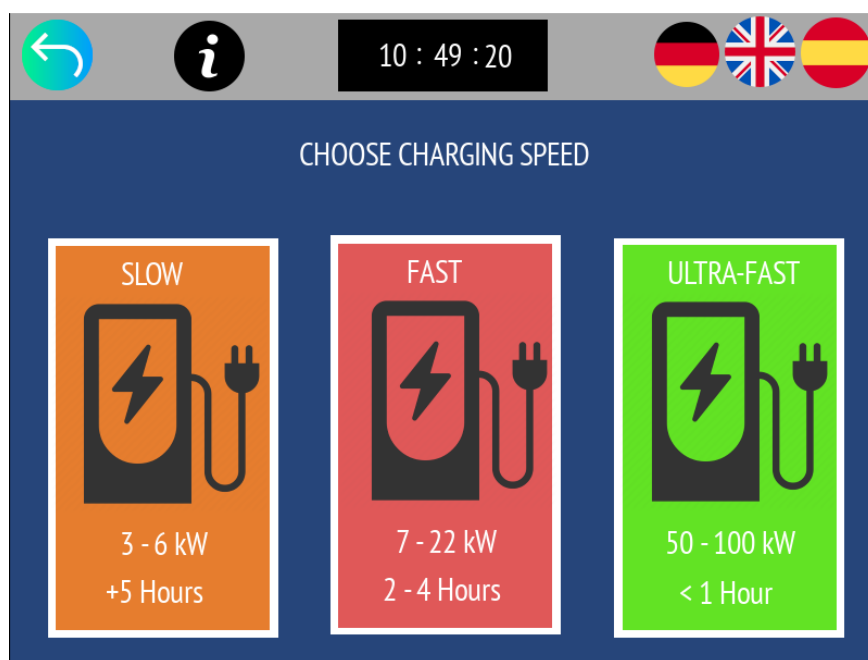 i
10 : 49 : 20
CHOOSE CHARGING SPEED
SLOW
3 - 6 kW
+5 Hours
FAST
7 - 22 kW
2 - 4 Hours
ULTRA-FAST
50 - 100 kW
< 1 Hour